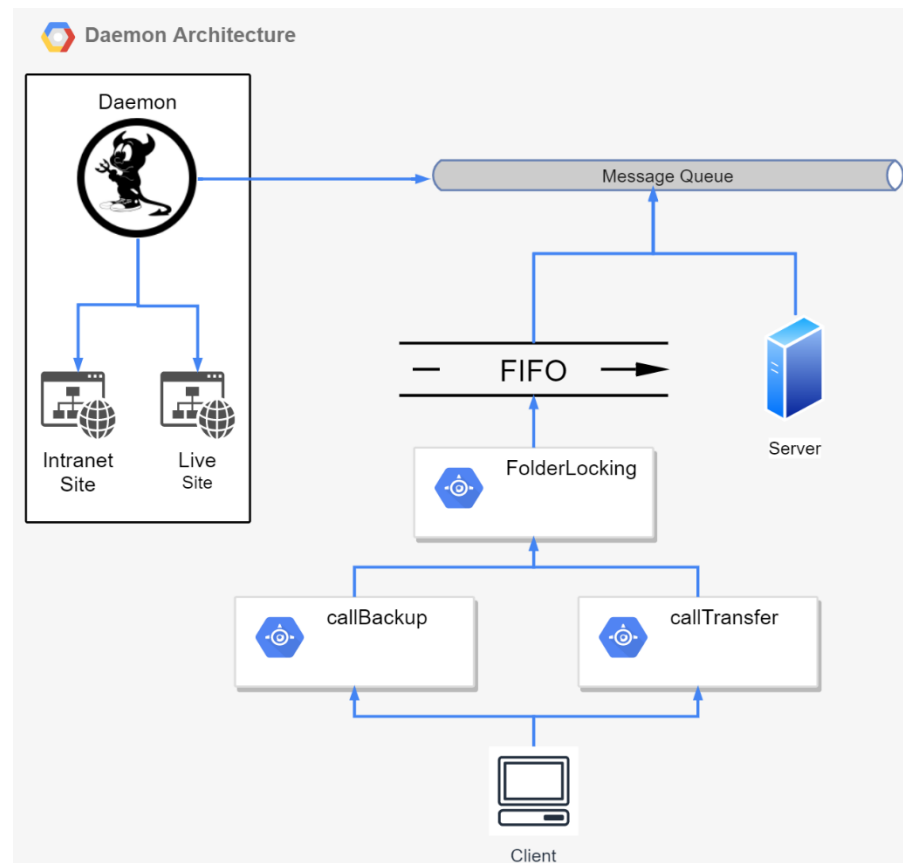 Daemon Architecture
Daemon
Message Queue
FIFO
Intranet
Site
Live
Site
Server
FolderLocking
callBackup
callTransfer
Client